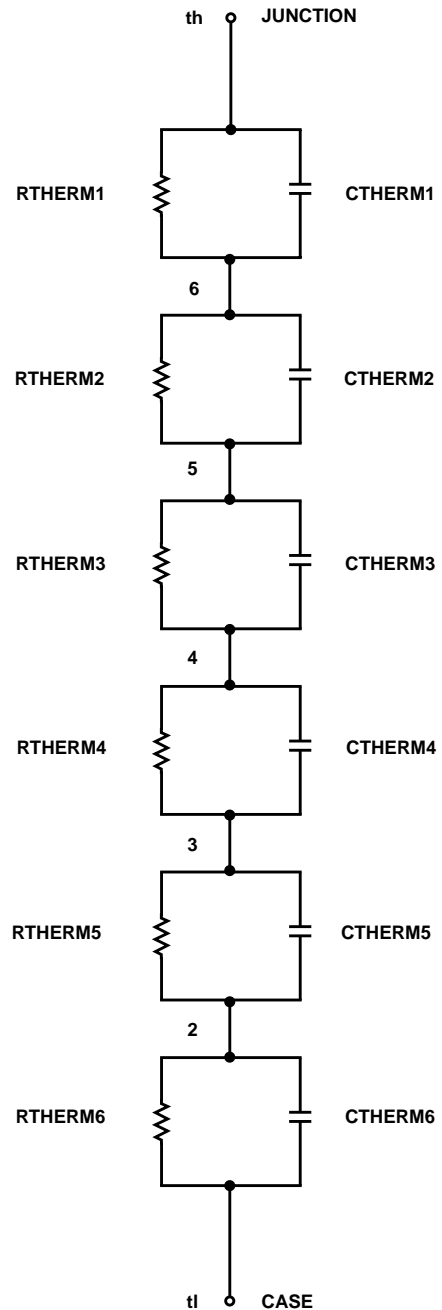 th JUNCTION
RTHERM1 CTHERM1
6
RTHERM2 CTHERM2
5
RTHERM3 CTHERM3
4
RTHERM4 CTHERM4
3
RTHERM5 CTHERM5
2
RTHERM6 CTHERM6
tl CASE